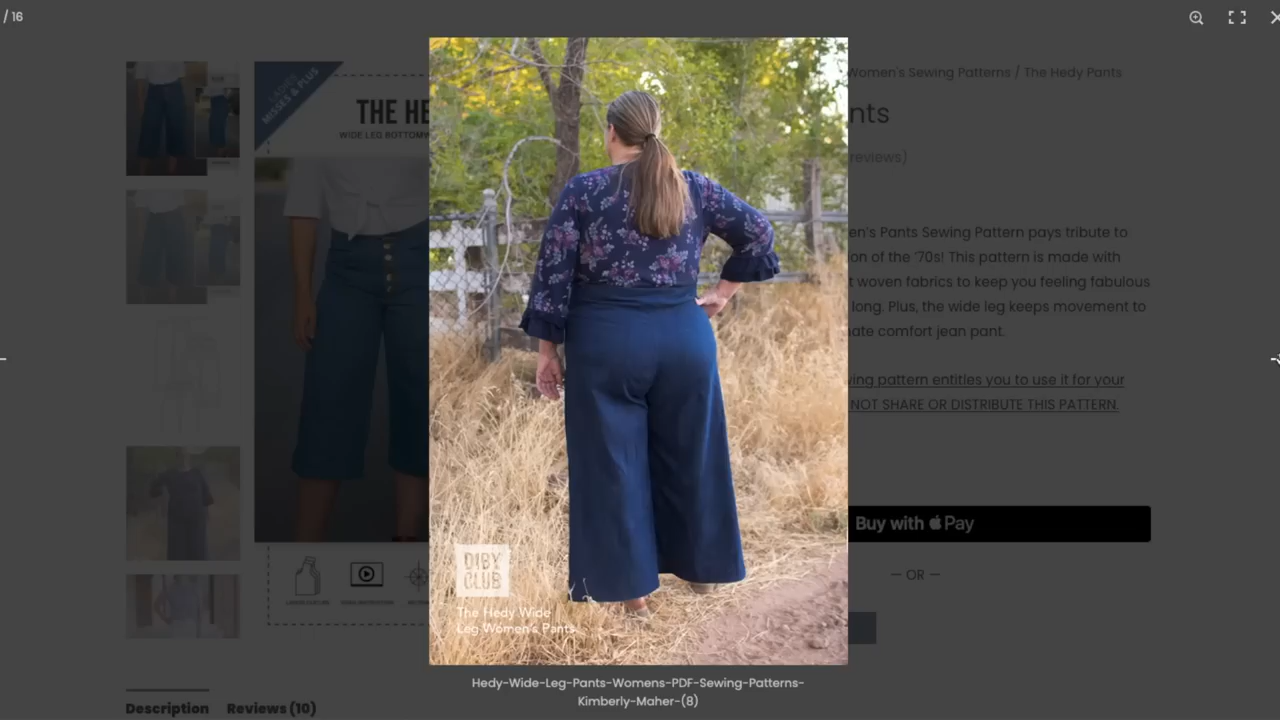 / 16
LADIES
MISSES & PLUS
THE HE
WIDE LEG BOTTOMW
Women's Sewing Patterns / The Hedy Pants
nts
reviews)
en's Pants Sewing Pattern pays tribute to
on of the '70s! This pattern is made with
t woven fabrics to keep you feeling fabulous
long. Plus, the wide leg keeps movement to
ate comfort jean pant.
ing pattern entitles you to use it for your
NOT SHARE OR DISTRIBUTE THIS PATTERN.
Buy with Pay
— OR —
DIBY
CLUB
The Hedy Wide
Leg Women's Pants
Hedy-Wide-Leg-Pants-Womens-PDF-Sewing-Patterns-
Kimberly-Maher-(8)
Description Reviews (10)